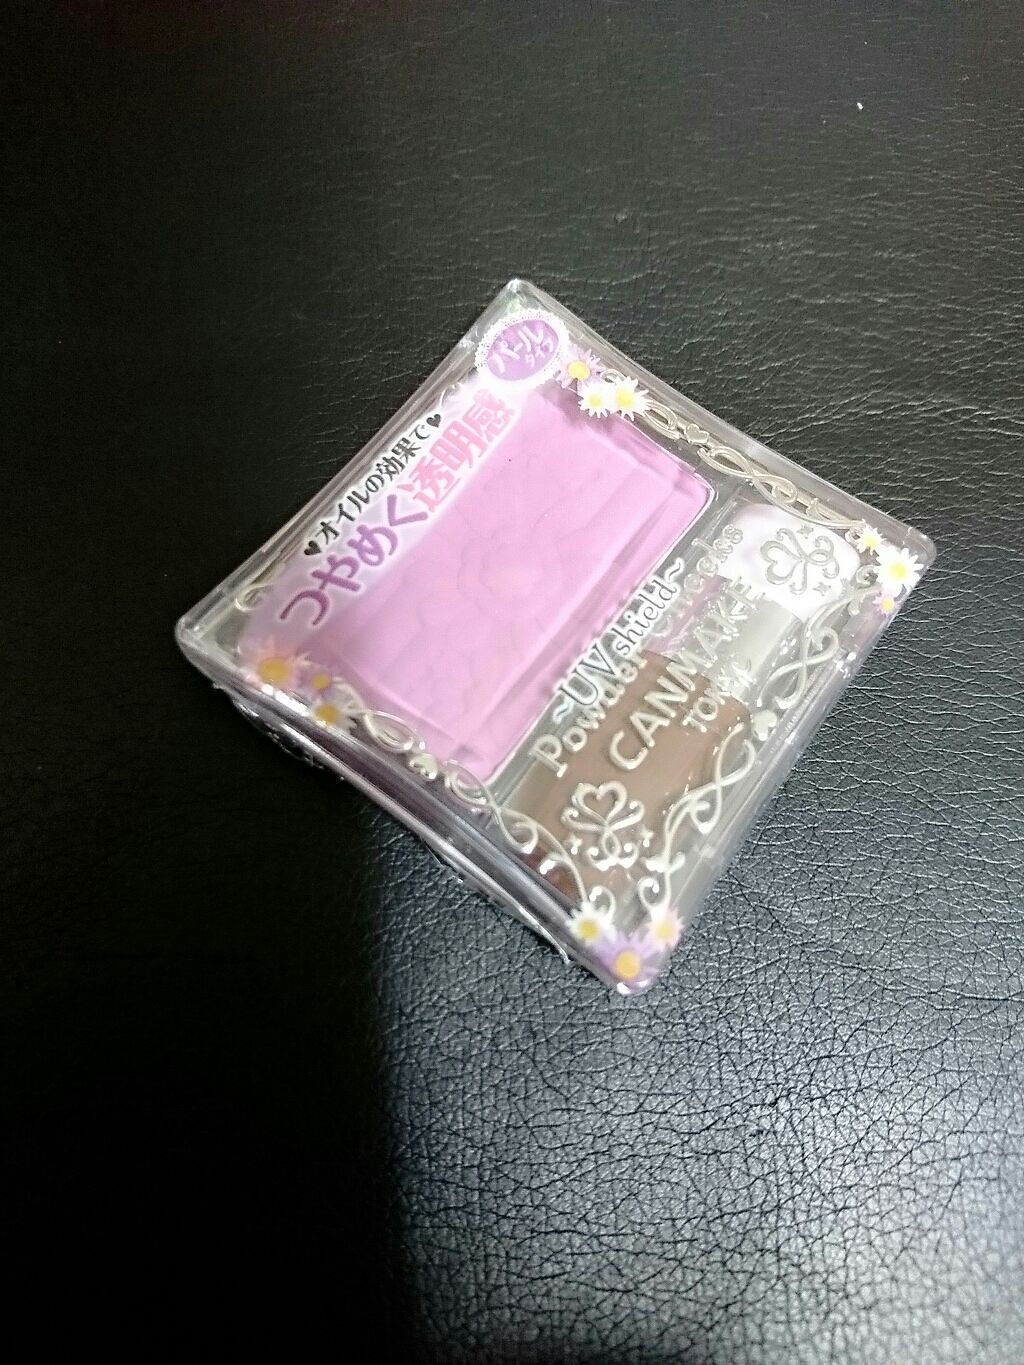 パール
タイプ
♥オイルの効果で♥
つやめく透明感
~UV shield~
Powder Cheeks
CANMAKE
TOKYO